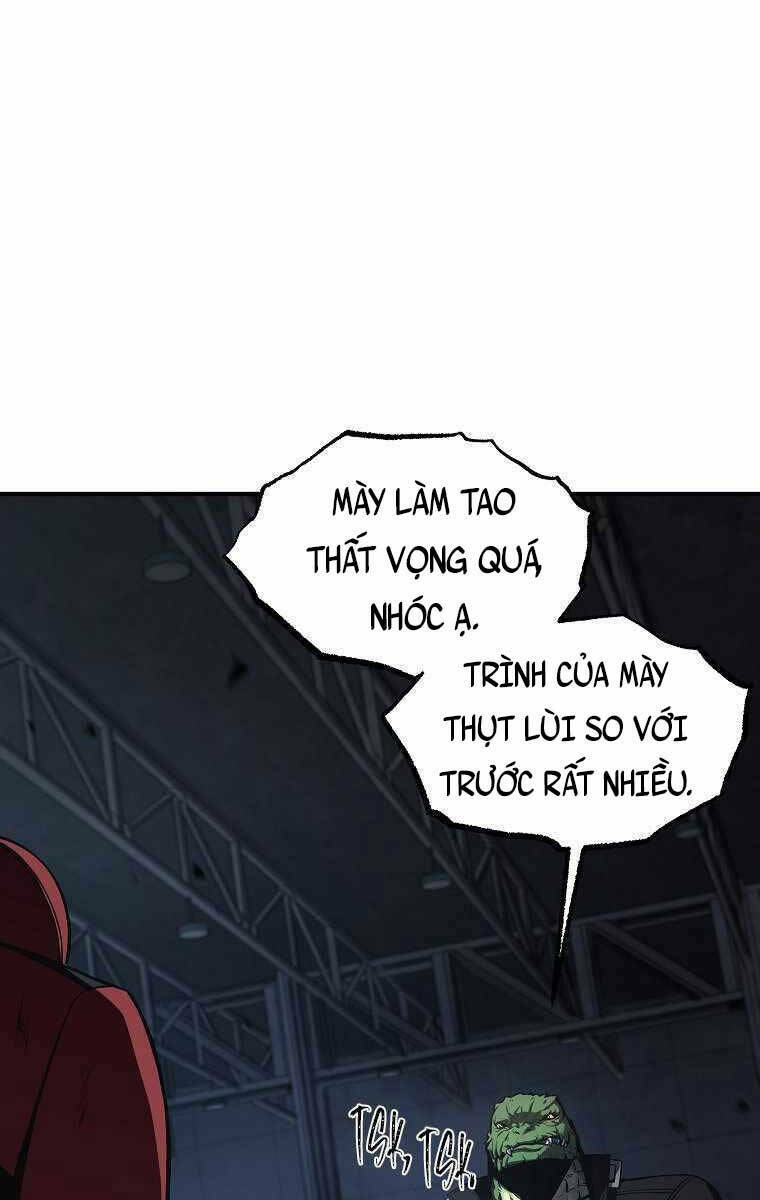 MÀY LÀM TAO
THẤT VỌNG QUÁ,
NHÓC Ạ.
TRÌNH CỦA MÀY
THỤT LÙI SO VỚI
TRƯỚC RẤT NHIỀU.
TSK, TSK.